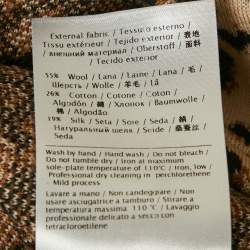 External fabric / Tessuto esterno /
Tissu extérieur / Tejido exterior / 表地
/ внешний материал / Oberstoff / 面料
/ Tecido exterior
55% Wool / Lana / Laine / Lana / 毛 /
Шерсть / Wolle / 羊毛 / Lã
26% Cotton / Cotone / Coton /
Algodón / 綿 / Хлопок / Baumwolle
/ 棉 / Algodão
19% Silk / Seta / Soie / Seda / 絹 /
Натуральный шелк / Seide / 桑蚕丝 /
Seda
Wash by hand / Hand wash / Do not bleach /
Do not tumble dry / Iron at maximum
sole-plate temperature of 110°C / Iron, low /
Professional dry cleaning in perchlorethene
- Mild process
Lavare a mano / Non candeggiare / Non
usare asciugatrice a tamburo / Stirare a
temperatura massima 110°C / Lavaggio
professionale delicato a secco con
tetracloroetilene